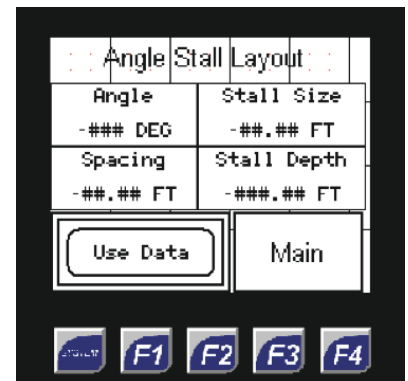 Angle Stall Layout
Angle Stall Size
-### DEG -##.## FT
Spacing Stall Depth
-##.## FT -###.## FT
Use Data Main
F1 F2 F3 F4